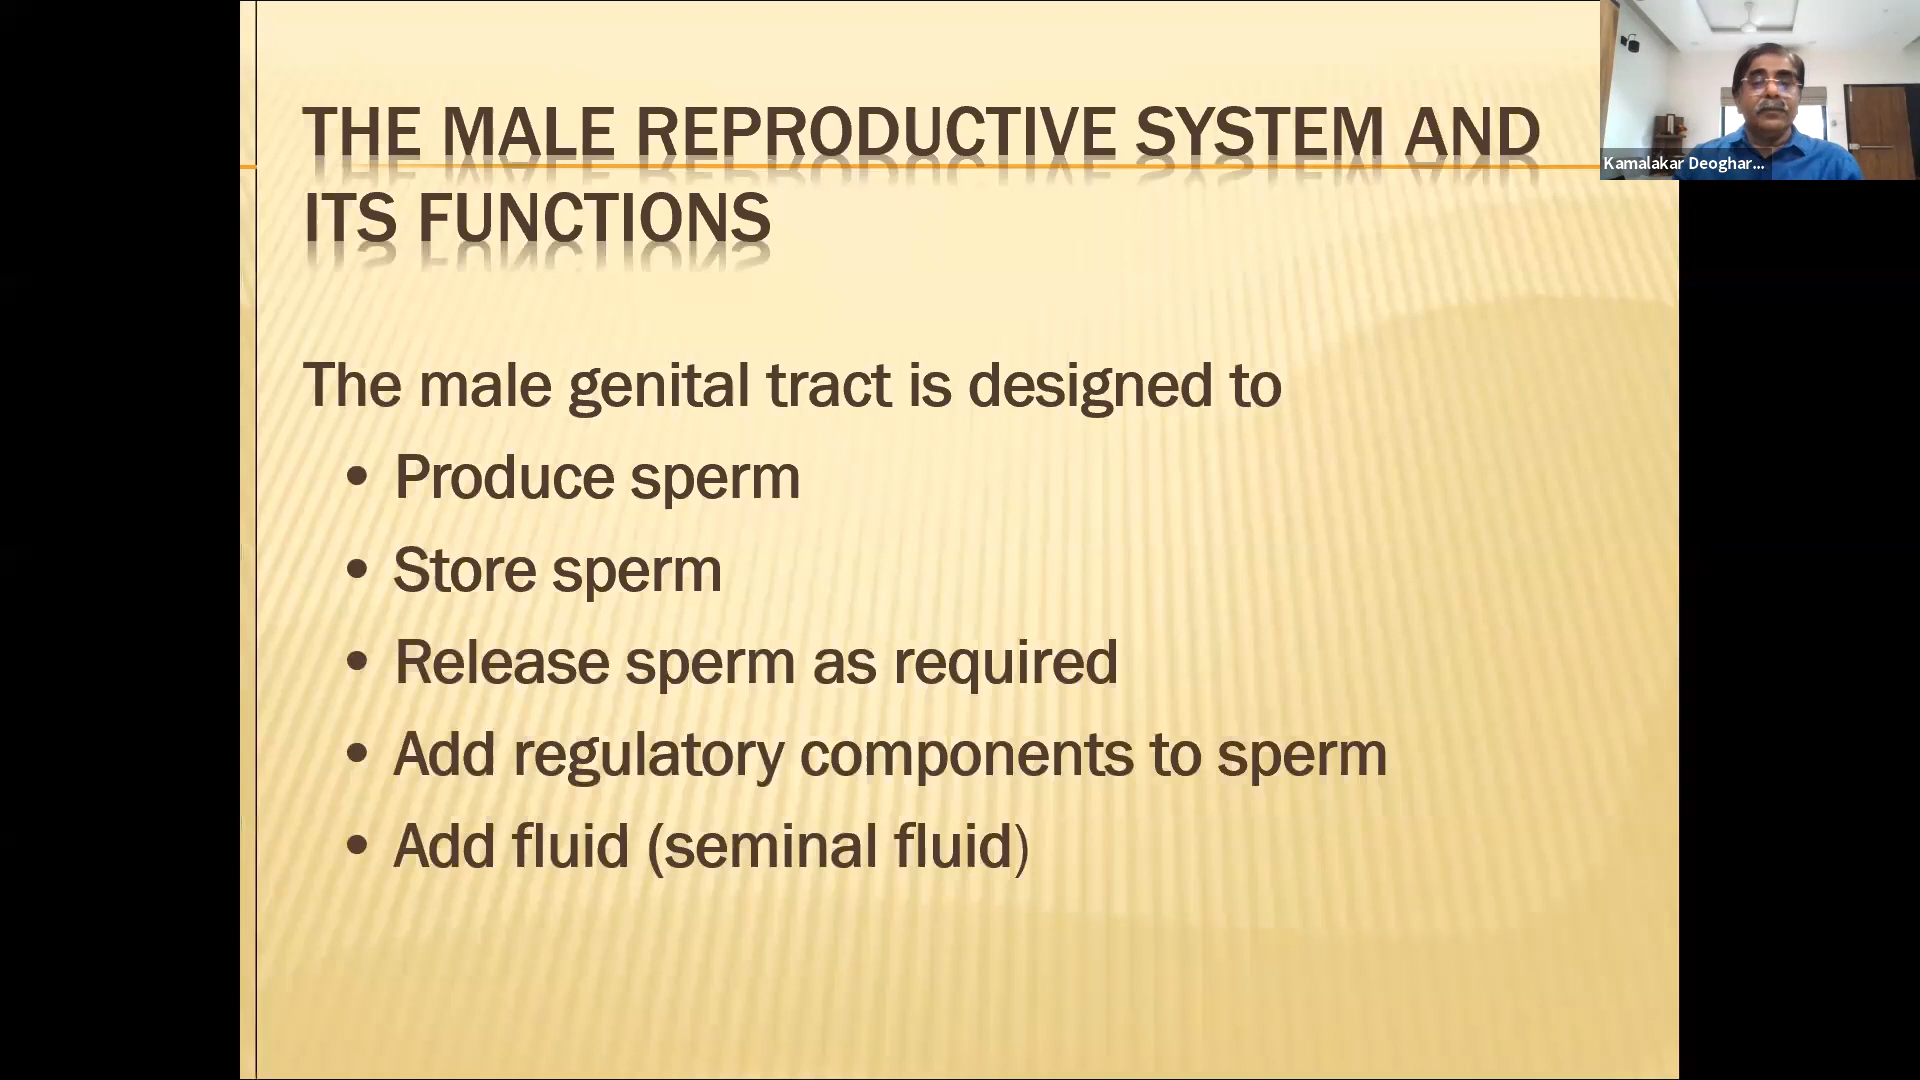 THE MALE REPRODUCTIVE SYSTEM AND
ITS FUNCTIONS
Kamalakar Deoghar...
The male genital tract is designed to
• Produce sperm
• Store sperm
• Release sperm as required
• Add regulatory components to sperm
• Add fluid (seminal fluid)